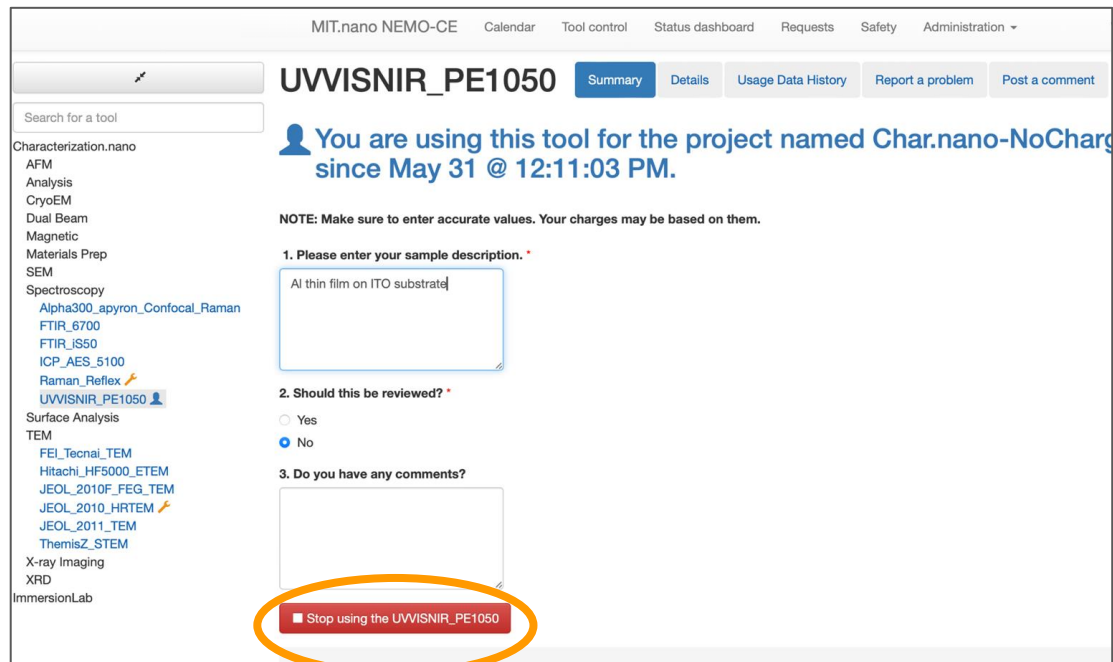 MIT.nano NEMO-CE Calendar Tool control Status dashboard Requests Safety Administration
UVVISNIR_PE1050 Summary Details Usage Data History Report a problem Post a comment
Search for a tool
Characterization.nano
AFM
Analysis
CryoEM
Dual Beam
Magnetic
Materials Prep
SEM
Spectroscopy
Alpha300_apyron_Confocal_Raman
FTIR_6700
FTIR_iS50
ICP_AES_5100
Raman_Reflex
UVVISNIR_PE1050
Surface Analysis
TEM
FEI_Tecnai_TEM
Hitachi_HF5000_ETEM
JEOL_2010F_FEG_TEM
JEOL_2010_HRTEM
JEOL_2011_TEM
ThemisZ_STEM
X-ray Imaging
XRD
ImmersionLab
You are using this tool for the project named Char.nano-NoCharg
since May 31 @ 12:11:03 PM.
NOTE: Make sure to enter accurate values. Your charges may be based on them.
1. Please enter your sample description. *
Al thin film on ITO substrate
2. Should this be reviewed? *
Yes
No
3. Do you have any comments?
Stop using the UVVISNIR_PE1050